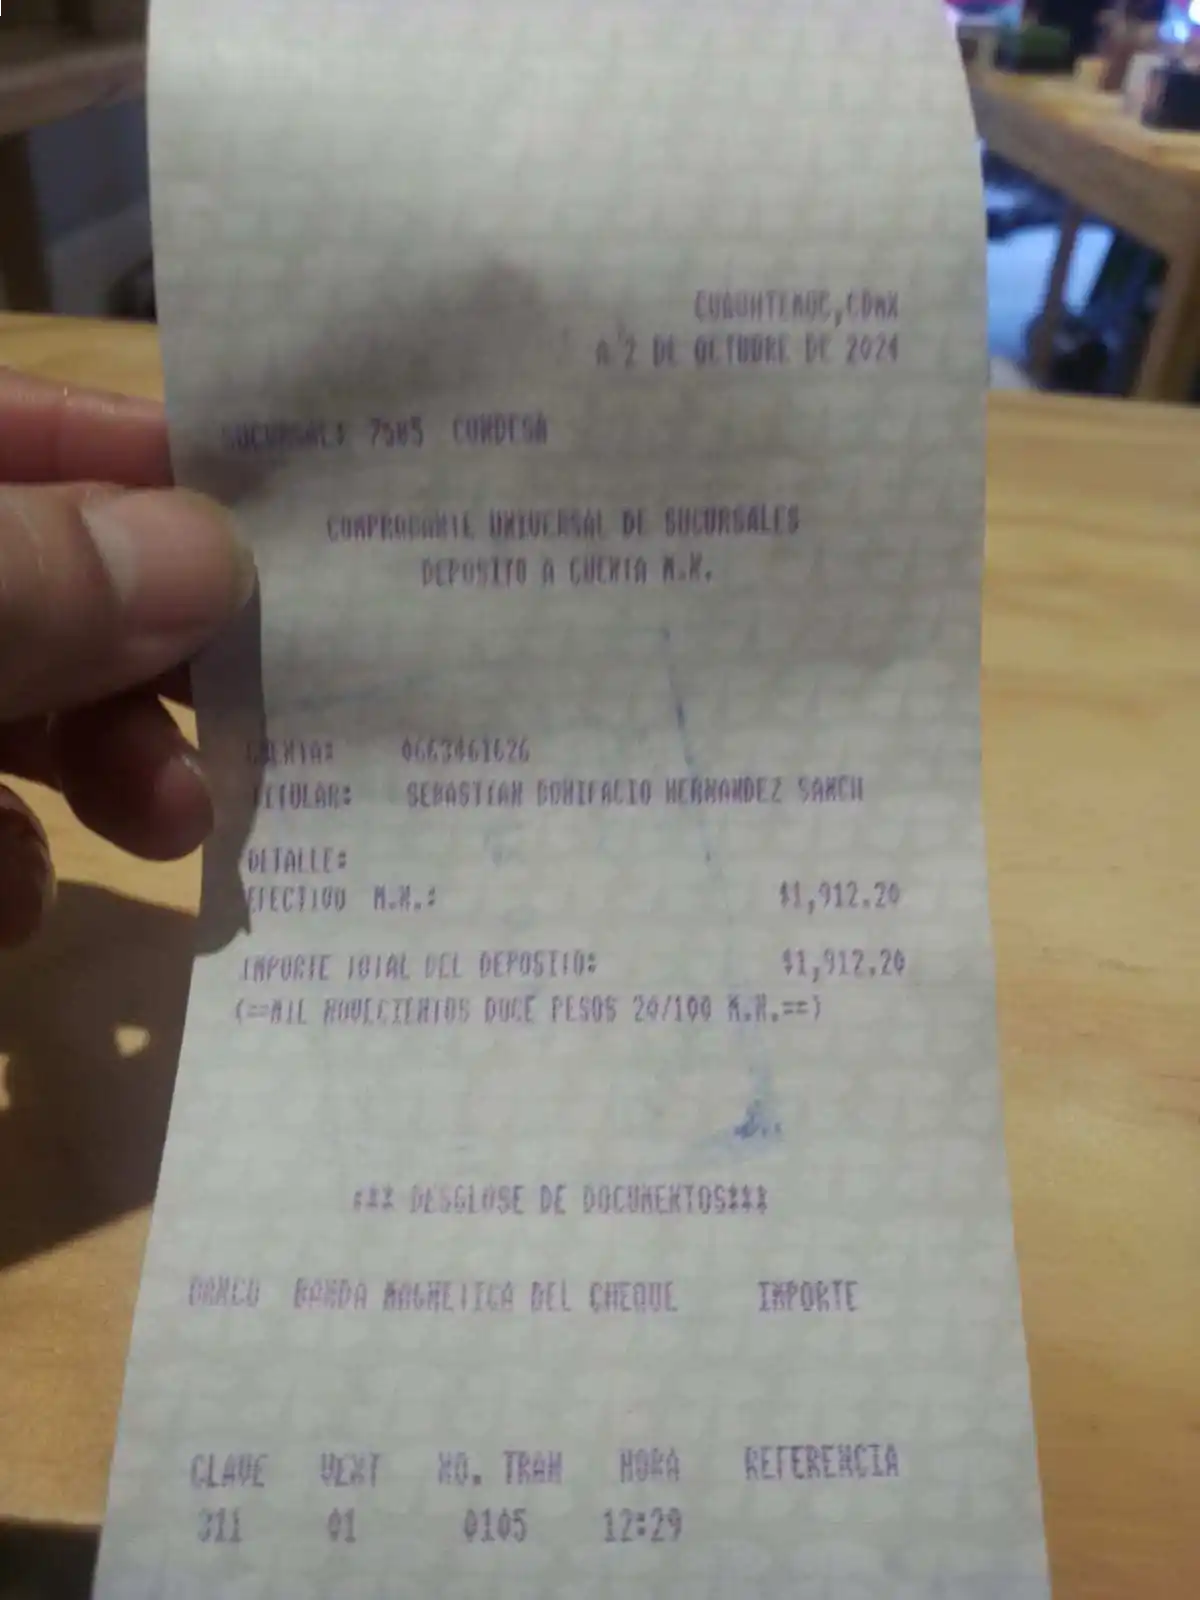 CUAUHTEMOC,CDMX
A 2 DE OCTUBRE DE 2024
SUCURSAL: 7585 CONDESA
COMPROBANTE UNIVERSAL DE SUCURSALES
DEPOSITO A CUENTA M.N.
CUENTA: 0663461626
TITULAR: SEBASTIAN BONIFACIO HERNANDEZ SANCH
DETALLE:
EFECTIVO M.N.: $1,912.20
IMPORTE TOTAL DEL DEPOSITO: $1,912.20
(==MIL NOVECIENTOS DOCE PESOS 20/100 M.N.==)
*** DESGLOSE DE DOCUMENTOS***
BANCO BANDA MAGNETICA DEL CHEQUE IMPORTE
CLAVE VENT NO. TRAN HORA REFERENCIA
311 01 0105 12:29